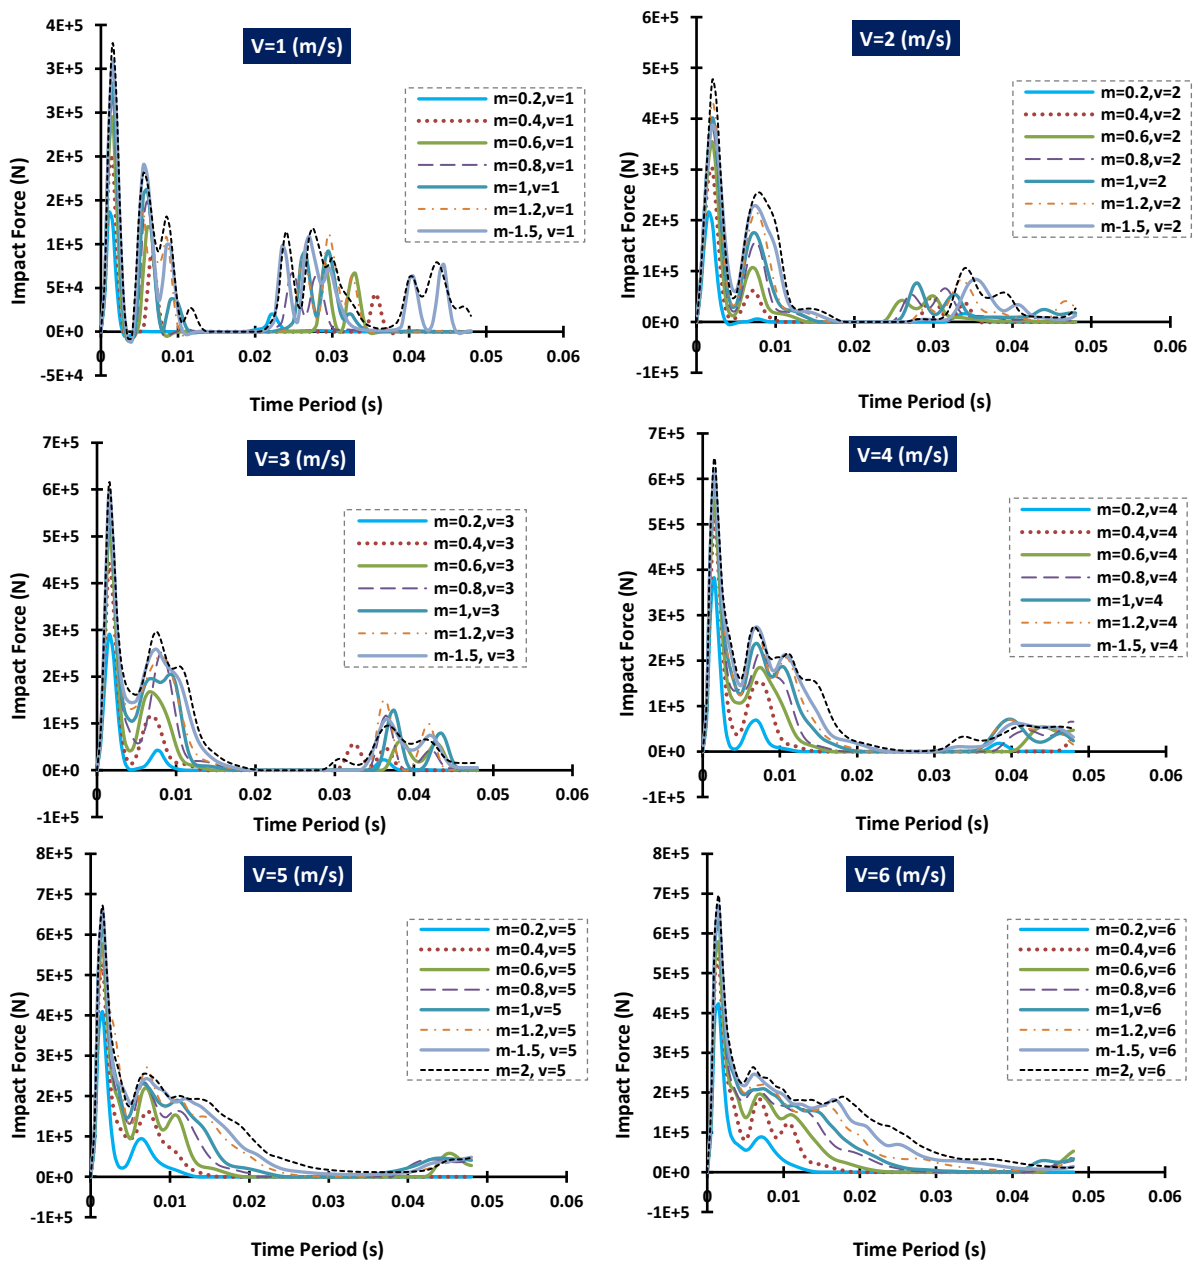 V=1 (m/s)
4E+5
3E+5
3E+5
2E+5
2E+5
1E+5
5E+4
0E+0
-5E+4
Impact Force (N)
0
0.01
0.02
0.03
0.04
0.05
0.06
Time Period (s)
m=0.2,v=1
m=0.4,v=1
m=0.6,v=1
m=0.8,v=1
m=1,v=1
m=1.2,v=1
m-1.5, v=1
V=2 (m/s)
6E+5
5E+5
4E+5
3E+5
2E+5
1E+5
0E+0
-1E+5
Impact Force (N)
0
0.01
0.02
0.03
0.04
0.05
0.06
Time Period (s)
m=0.2,v=2
m=0.4,v=2
m=0.6,v=2
m=0.8,v=2
m=1,v=2
m=1.2,v=2
m-1.5, v=2
V=3 (m/s)
7E+5
6E+5
5E+5
4E+5
3E+5
2E+5
1E+5
0E+0
-1E+5
Impact Force (N)
0
0.01
0.02
0.03
0.04
0.05
0.06
Time Period (s)
m=0.2,v=3
m=0.4,v=3
m=0.6,v=3
m=0.8,v=3
m=1,v=3
m=1.2,v=3
m-1.5, v=3
V=4 (m/s)
7E+5
6E+5
5E+5
4E+5
3E+5
2E+5
1E+5
0E+0
-1E+5
Impact Force (N)
0
0.01
0.02
0.03
0.04
0.05
0.06
Time Period (s)
m=0.2,v=4
m=0.4,v=4
m=0.6,v=4
m=0.8,v=4
m=1,v=4
m=1.2,v=4
m-1.5, v=4
V=5 (m/s)
8E+5
7E+5
6E+5
5E+5
4E+5
3E+5
2E+5
1E+5
0E+0
-1E+5
Impact Force (N)
0
0.01
0.02
0.03
0.04
0.05
0.06
Time Period (s)
m=0.2,v=5
m=0.4,v=5
m=0.6,v=5
m=0.8,v=5
m=1,v=5
m=1.2,v=5
m-1.5, v=5
m=2, v=5
V=6 (m/s)
8E+5
7E+5
6E+5
5E+5
4E+5
3E+5
2E+5
1E+5
0E+0
-1E+5
Impact Force (N)
0
0.01
0.02
0.03
0.04
0.05
0.06
Time Period (s)
m=0.2,v=6
m=0.4,v=6
m=0.6,v=6
m=0.8,v=6
m=1,v=6
m=1.2,v=6
m-1.5, v=6
m=2, v=6